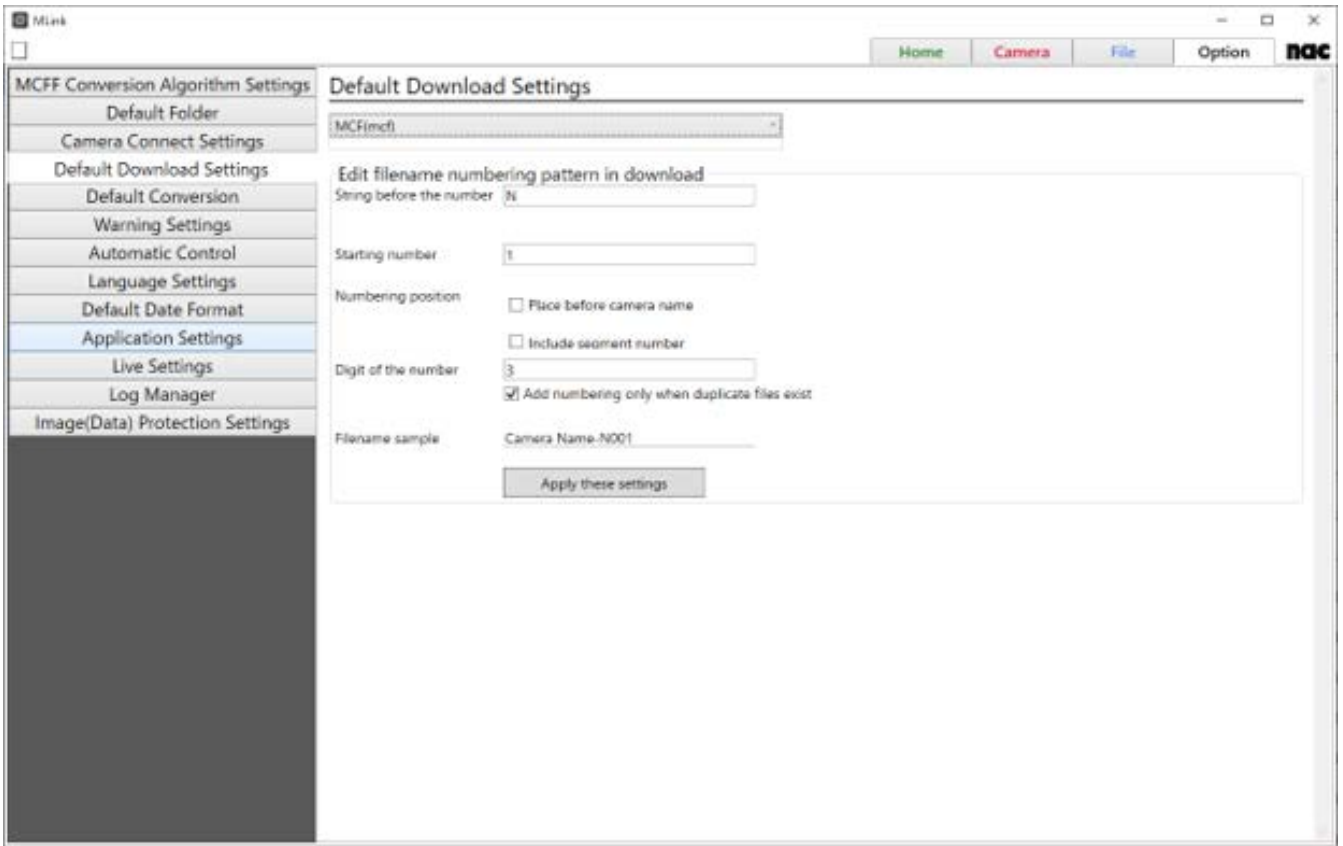 MLink
Home Camera File Option nac
MCFF Conversion Algorithm Settings
Default Folder
Camera Connect Settings
Default Download Settings
Default Conversion
Warning Settings
Automatic Control
Language Settings
Default Date Format
Application Settings
Live Settings
Log Manager
Image(Data) Protection Settings
Default Download Settings
MCF(mcf)
Edit filename numbering pattern in download
String before the number N
Starting number 1
Numbering position
Place before camera name
Include segment number
Digit of the number 3
Add numbering only when duplicate files exist
Filename sample Camera Name-N001
Apply these settings